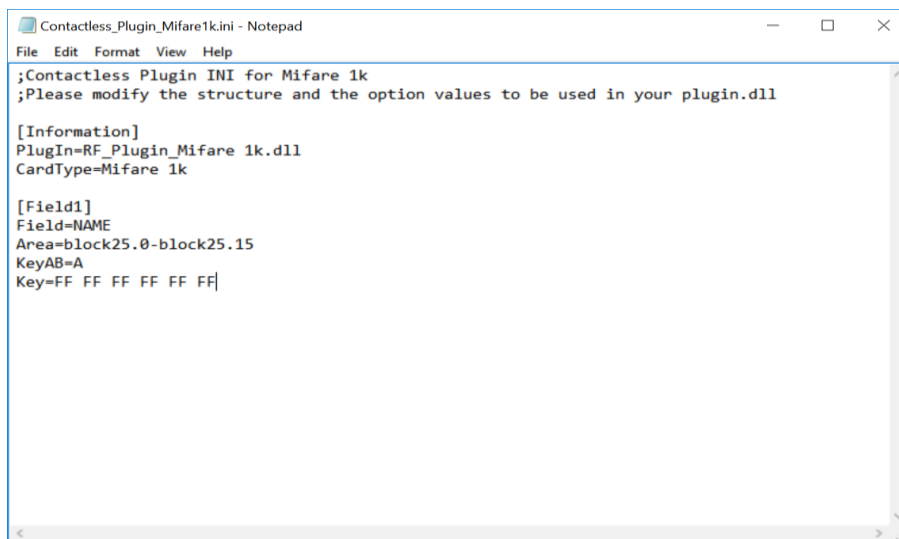 Contactless_Plugin_Mifare1k.ini - Notepad
File Edit Format View Help
;Contactless Plugin INI for Mifare 1k
;Please modify the structure and the option values to be used in your plugin.dll
[Information]
PlugIn=RF_Plugin_Mifare 1k.dll
CardType=Mifare 1k
[Field1]
Field=NAME
Area=block25.0-block25.15
KeyAB=A
Key=FF FF FF FF FF FF